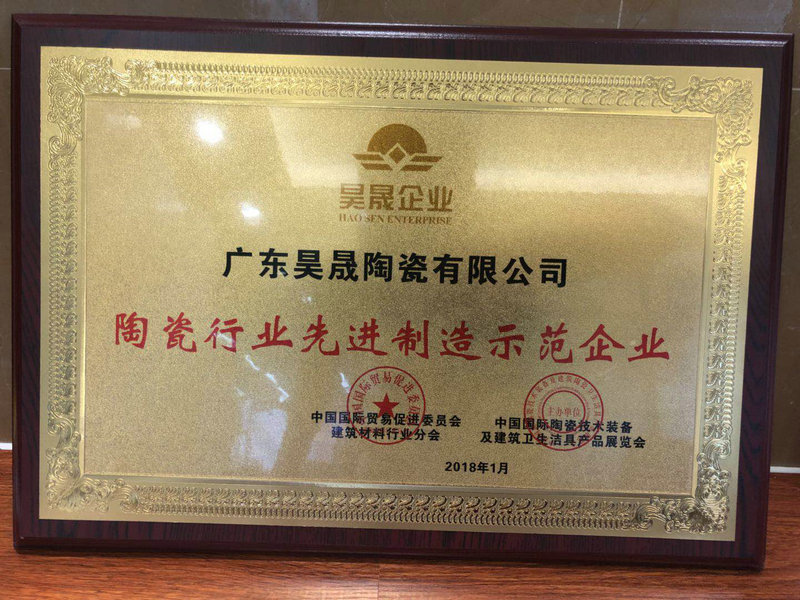 昊晟企业
HAO SEN ENTERPRISE
广东昊晟陶瓷有限公司
陶瓷行业先进制造示范企业
中国国际贸易促进委员会
建筑材料行业分会
中国国际陶瓷技术装备
及建筑卫生洁具产品展览会
主办单位
2018年1月